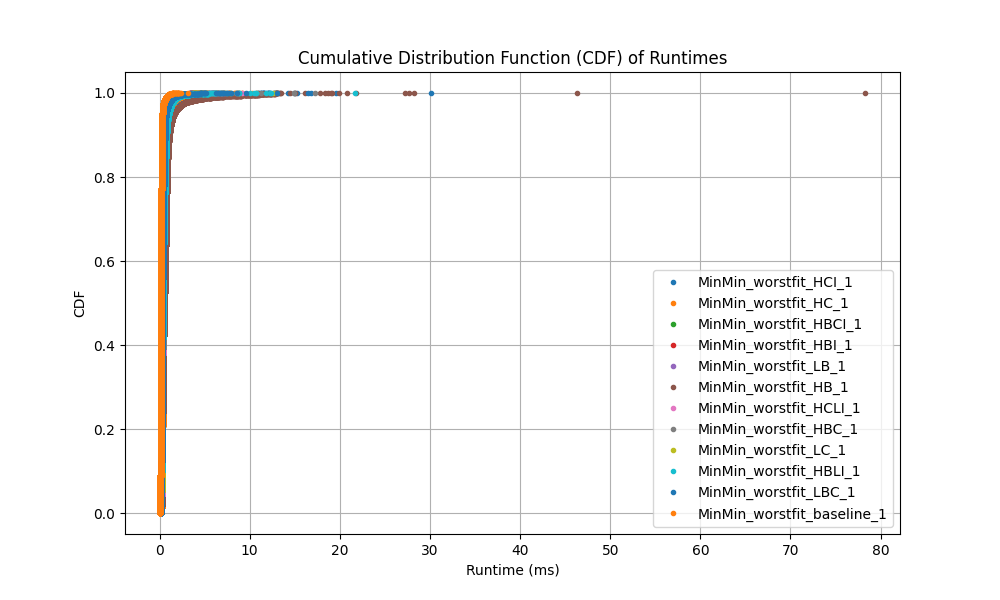 Cumulative Distribution Function (CDF) of Runtimes
CDF
1.0
0.8
0.6
0.4
0.2
0.0
MinMin_worstfit_HCI_1
MinMin_worstfit_HC_1
MinMin_worstfit_HBCI_1
MinMin_worstfit_HBI_1
MinMin_worstfit_LB_1
MinMin_worstfit_HB_1
MinMin_worstfit_HCLI_1
MinMin_worstfit_HBC_1
MinMin_worstfit_LC_1
MinMin_worstfit_HBLI_1
MinMin_worstfit_LBC_1
MinMin_worstfit_baseline_1
0 10 20 30 40 50 60 70 80
Runtime (ms)